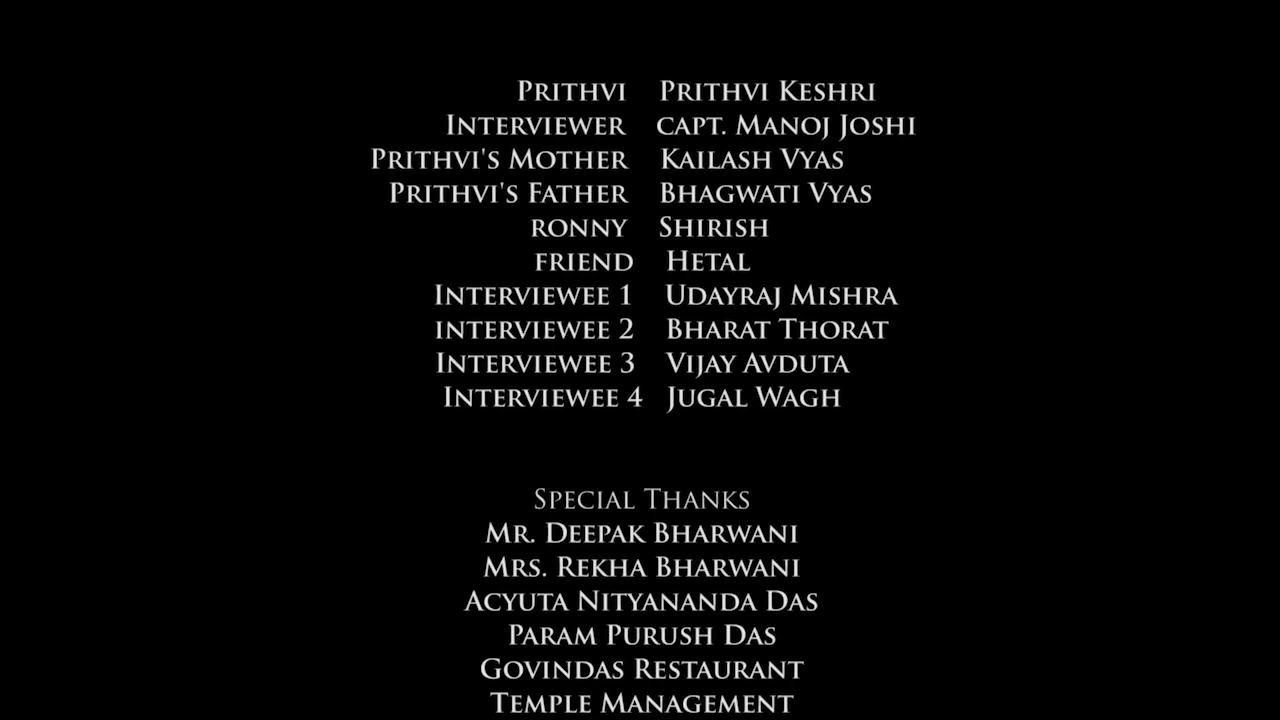 Prithvi Prithvi Keshri
Interviewer capt. Manoj Joshi
Prithvi's Mother Kailash Vyas
Prithvi's Father Bhagwati Vyas
ronny Shirish
friend Hetal
Interviewee 1 Udayraj Mishra
interviewee 2 Bharat Thorat
Interviewee 3 Vijay Avduta
Interviewee 4 Jugal Wagh
Special Thanks
Mr. Deepak Bharwani
Mrs. Rekha Bharwani
Acyuta Nityananda Das
Param Purush Das
Govindas Restaurant
Temple Management